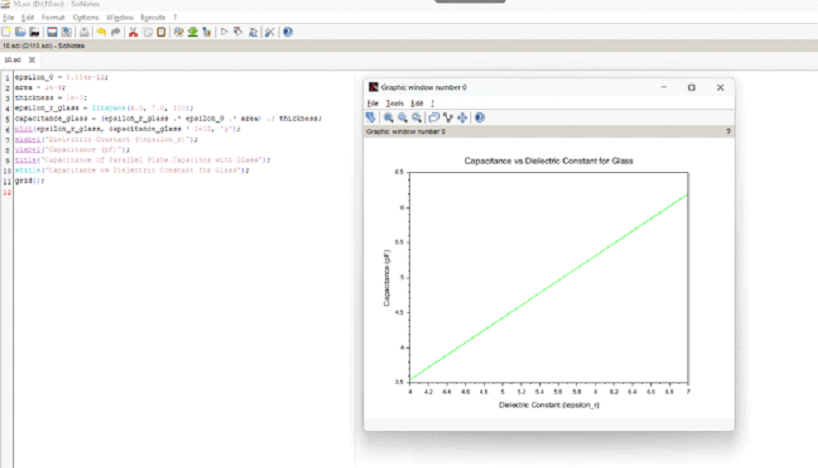 10.sci (D:\10.sci) - SciNotes
File Edit Format Options Window Execute ?
10.sci (D:\10.sci) - SciNotes
10.sci
1 epsilon_0 = 8.854e-12;
2 area = 1e-4;
3 thickness = 1e-3;
4 epsilon_r_glass = linspace(4.0, 7.0, 100);
5 capacitance_glass = (epsilon_r_glass .* epsilon_0 .* area) ./ thickness;
6 plot(epsilon_r_glass, capacitance_glass * 1e12, 'g');
7 xlabel("Dielectric Constant (\epsilon_r)");
8 ylabel("Capacitance (pF)");
9 title("Capacitance of Parallel Plate Capacitor with Glass");
10 xtitle("Capacitance vs Dielectric Constant for Glass");
11 grid();
12
Graphic window number 0
File Tools Edit ?
Graphic window number 0 ?
Capacitance vs Dielectric Constant for Glass
6.5
6
5.5
5
4.5
4
3.5
Capacitance (pF)
4 4.2 4.4 4.6 4.8 5 5.2 5.4 5.6 5.8 6 6.2 6.4 6.6 6.8 7
Dielectric Constant (\epsilon_r)